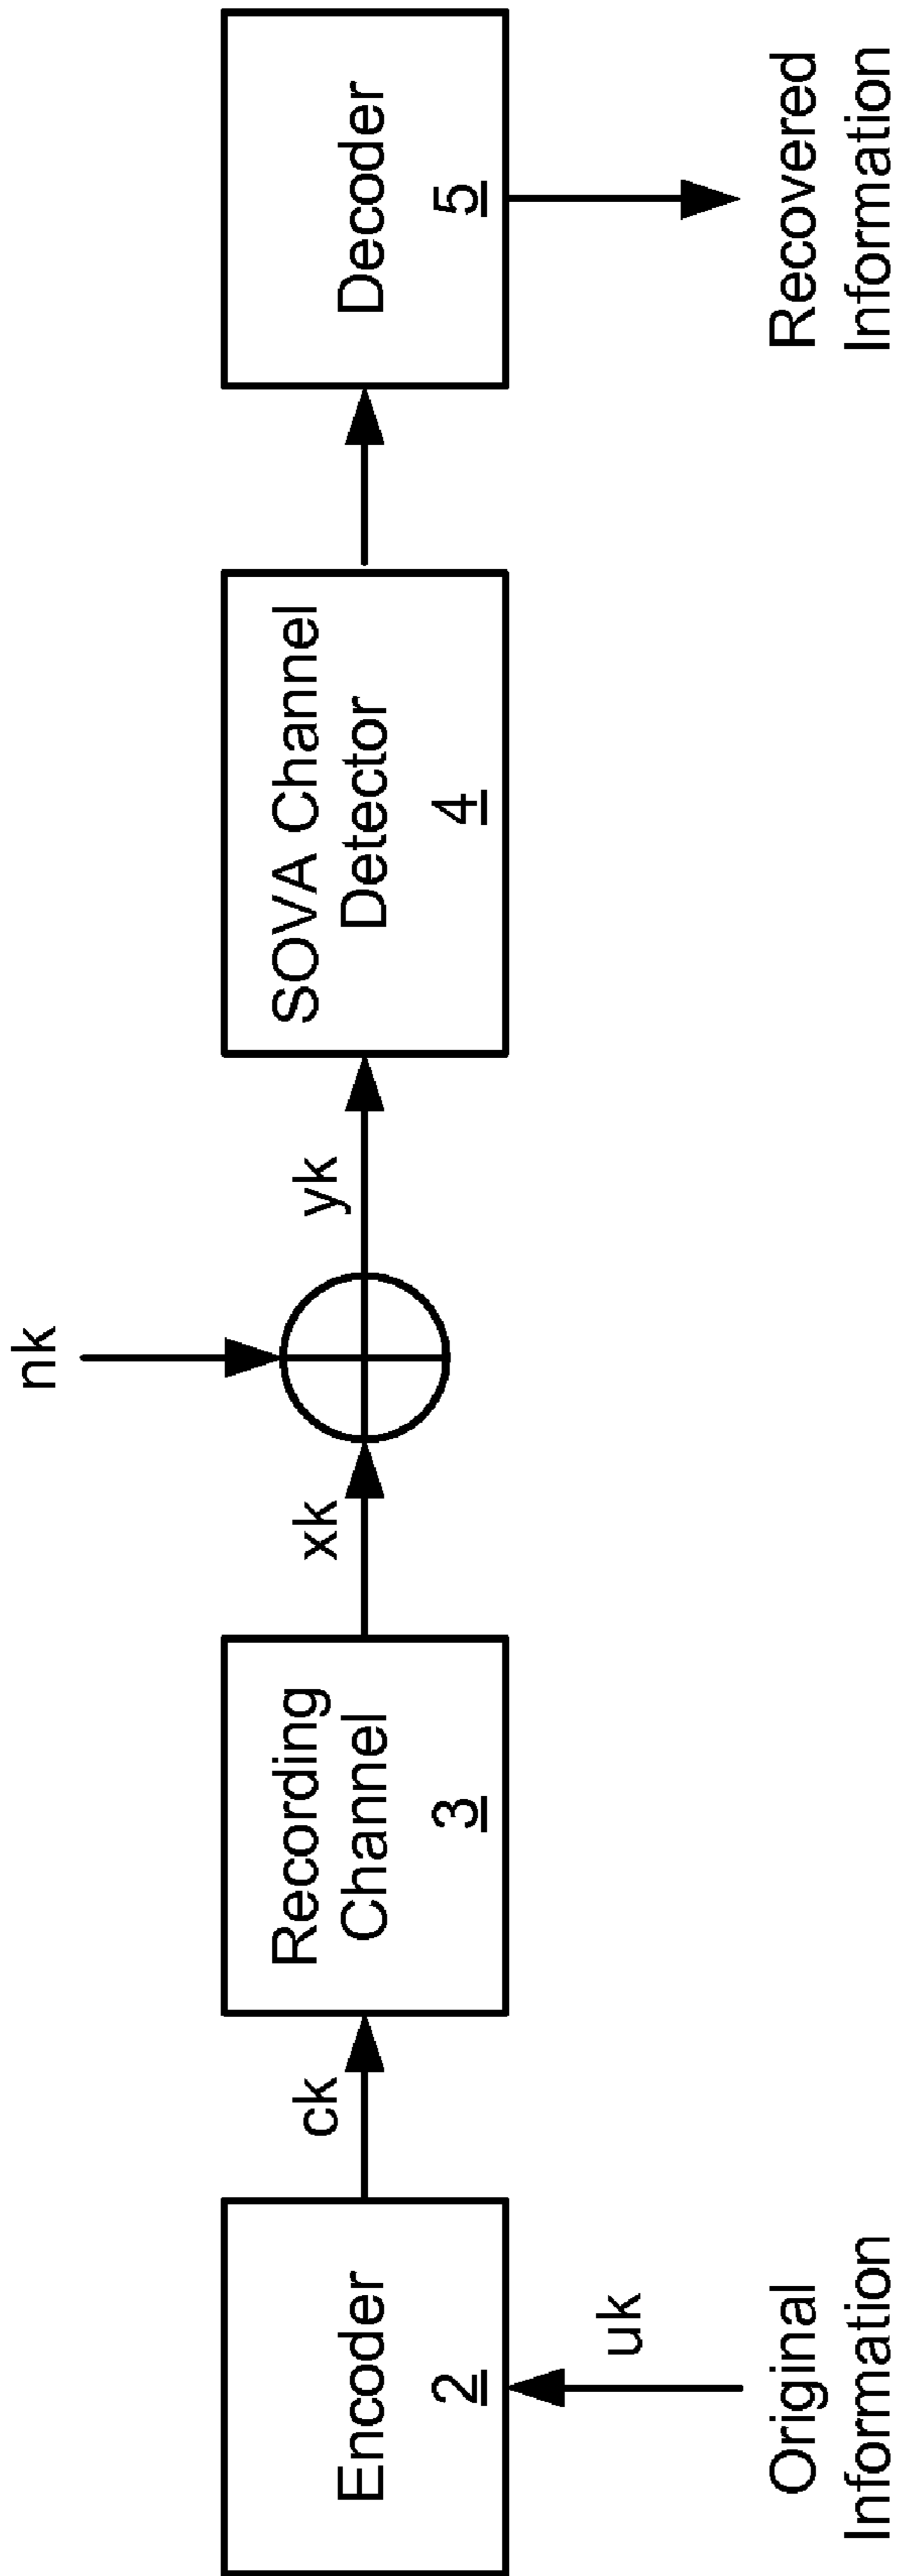 Original
Information
uk
Encoder
2
ck
Recording
Channel
3
xk
nk
yk
SOVA Channel
Detector
4
Decoder
5
Recovered
Information